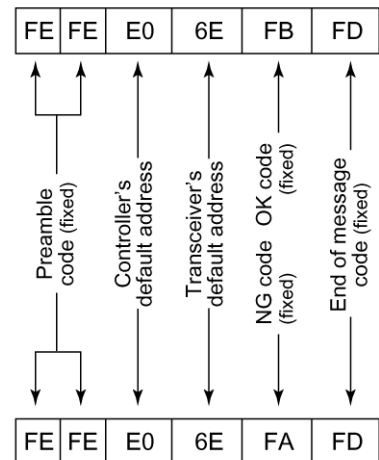 FE FE E0 6E FB FD
Preamble
code (fixed)
Controller's
default address
Transceiver's
default address
OK code
(fixed)
NG code
(fixed)
End of message
code (fixed)
FE FE E0 6E FA FD